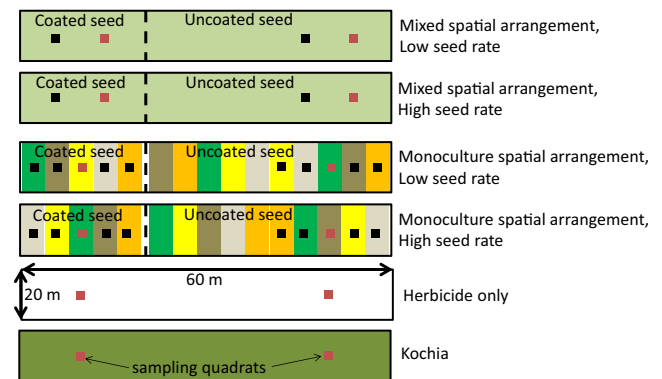 Coated seed
Uncoated seed
Mixed spatial arrangement,
Low seed rate
Coated seed
Uncoated seed
Mixed spatial arrangement,
High seed rate
Coated seed
Uncoated seed
Monoculture spatial arrangement,
Low seed rate
Coated seed
Uncoated seed
Monoculture spatial arrangement,
High seed rate
60 m
20 m
Herbicide only
sampling quadrats
Kochia